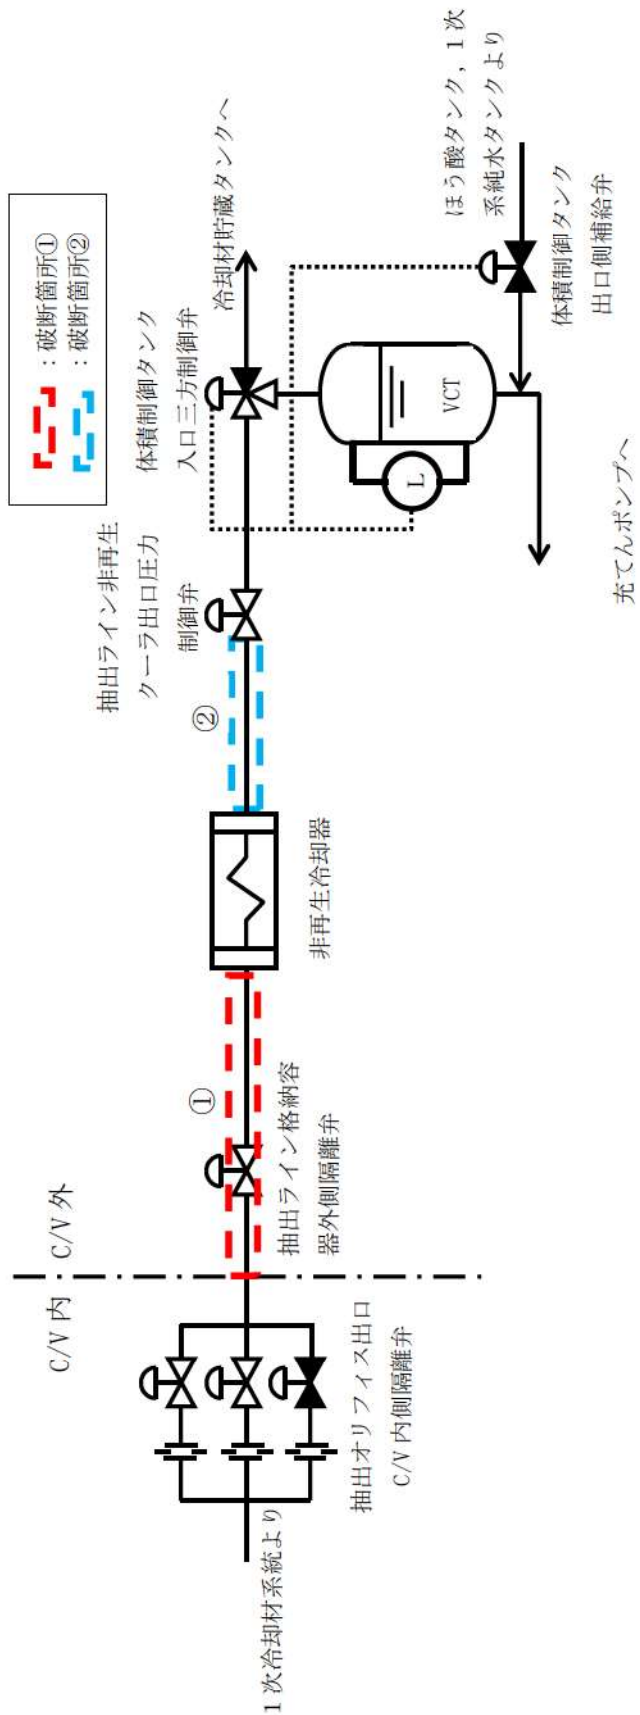 ：破断箇所①
：破断箇所②
C/V 内
C/V 外
1次冷却材系統より
抽出オリフィス出口
C/V 内側隔離弁
①
抽出ライン格納容
器外側隔離弁
非再生冷却器
②
抽出ライン非再生
クーラ出口圧力
制御弁
体積制御タンク
入口三方制御弁
冷却材貯蔵タンクへ
L
VCT
ほう酸タンク，1次
系純水タンクより
体積制御タンク
出口側補給弁
充てんポンプへ